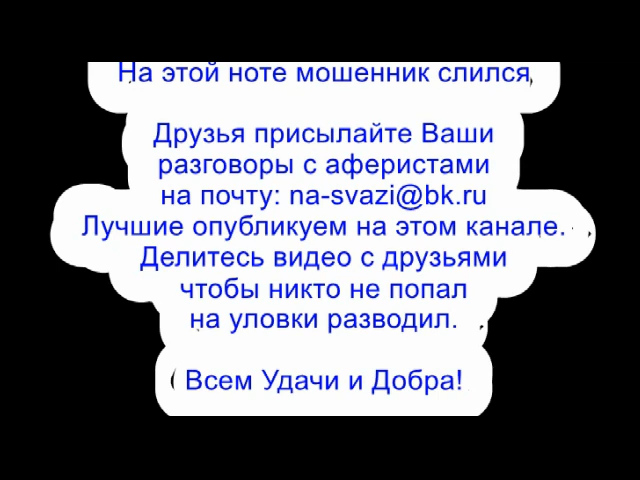 На этой ноте мошенник слился
Друзья присылайте Ваши
разговоры с аферистами
на почту: na-svazi@bk.ru
Лучшие опубликуем на этом канале.
Делитесь видео с друзьями
чтобы никто не попал
на уловки разводил.
Всем Удачи и Добра!